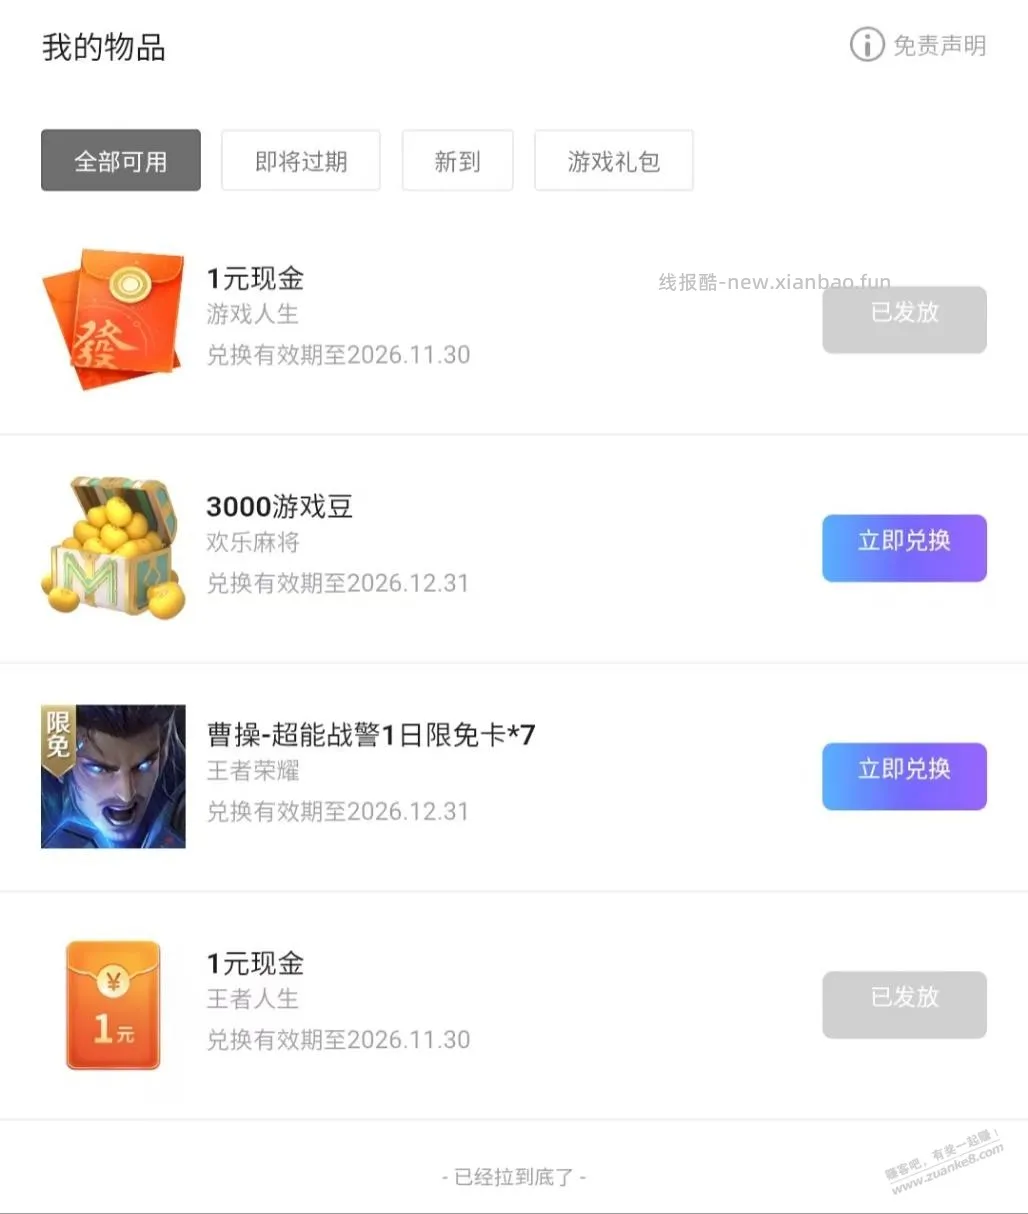 我的物品
免责声明
全部可用
即将过期
新到
游戏礼包
1元现金
线报酷-new.xianbao.fun
游戏人生
已发放
發
兑换有效期至2026.11.30
3000游戏豆
欢乐麻将
立即兑换
M
兑换有效期至2026.12.31
限免
曹操-超能战警1日限免卡*7
王者荣耀
立即兑换
兑换有效期至2026.12.31
1元现金
¥
王者人生
已发放
1元
兑换有效期至2026.11.30
- 已经拉到底了 -
赚客吧，有奖一起赚！
www.zuanke8.com